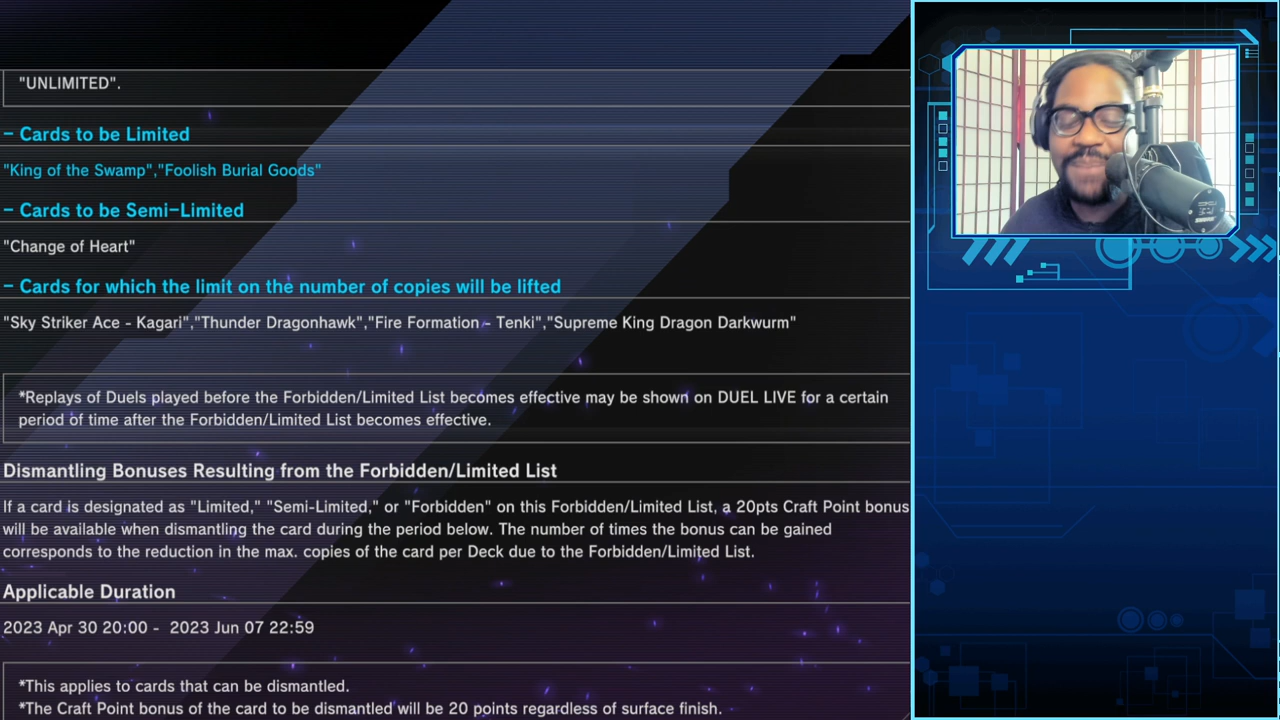 "UNLIMITED".
– Cards to be Limited
"King of the Swamp","Foolish Burial Goods"
– Cards to be Semi–Limited
"Change of Heart"
– Cards for which the limit on the number of copies will be lifted
"Sky Striker Ace - Kagari","Thunder Dragonhawk","Fire Formation - Tenki","Supreme King Dragon Darkwurm"
*Replays of Duels played before the Forbidden/Limited List becomes effective may be shown on DUEL LIVE for a certain
period of time after the Forbidden/Limited List becomes effective.
Dismantling Bonuses Resulting from the Forbidden/Limited List
If a card is designated as "Limited," "Semi-Limited," or "Forbidden" on this Forbidden/Limited List, a 20pts Craft Point bonus
will be available when dismantling the card during the period below. The number of times the bonus can be gained
corresponds to the reduction in the max. copies of the card per Deck due to the Forbidden/Limited List.
Applicable Duration
2023 Apr 30 20:00 - 2023 Jun 07 22:59
*This applies to cards that can be dismantled.
*The Craft Point bonus of the card to be dismantled will be 20 points regardless of surface finish.